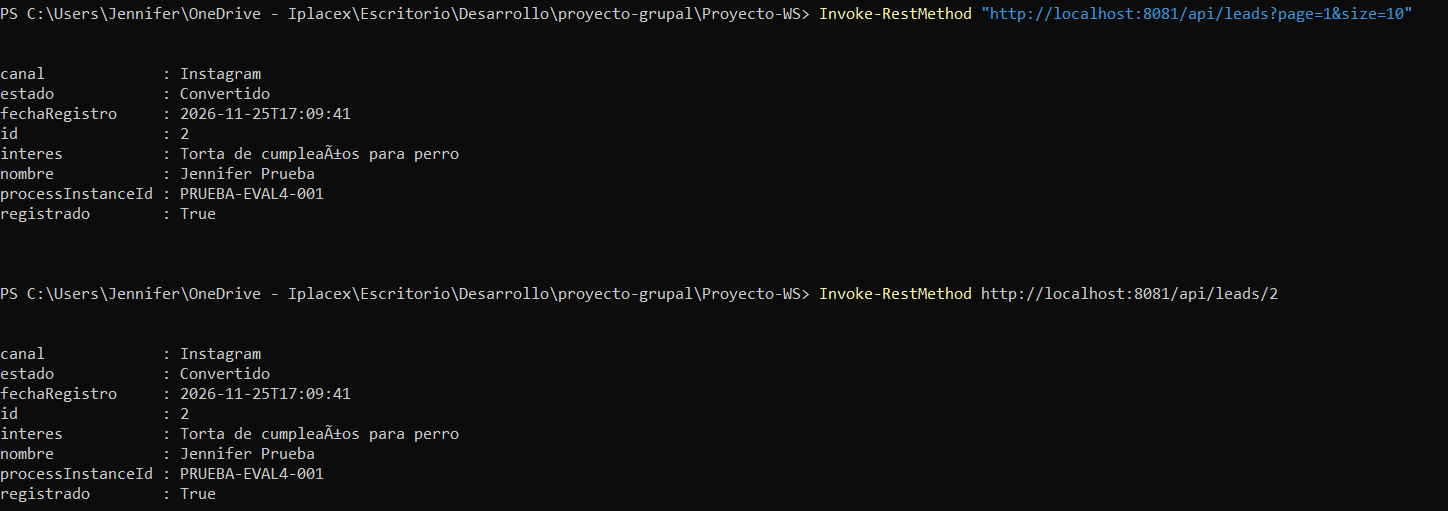 PS C:\Users\Jennifer\OneDrive - Iplacex\Escritorio\Desarrollo\proyecto-grupal\Proyecto-WS> Invoke-RestMethod "http://localhost:8081/api/leads?page=1&size=10"
canal : Instagram
estado : Convertido
fechaRegistro : 2026-11-25T17:09:41
id : 2
interes : Torta de cumpleaÃ±os para perro
nombre : Jennifer Prueba
processInstanceId : PRUEBA-EVAL4-001
registrado : True
PS C:\Users\Jennifer\OneDrive - Iplacex\Escritorio\Desarrollo\proyecto-grupal\Proyecto-WS> Invoke-RestMethod http://localhost:8081/api/leads/2
canal : Instagram
estado : Convertido
fechaRegistro : 2026-11-25T17:09:41
id : 2
interes : Torta de cumpleaÃ±os para perro
nombre : Jennifer Prueba
processInstanceId : PRUEBA-EVAL4-001
registrado : True